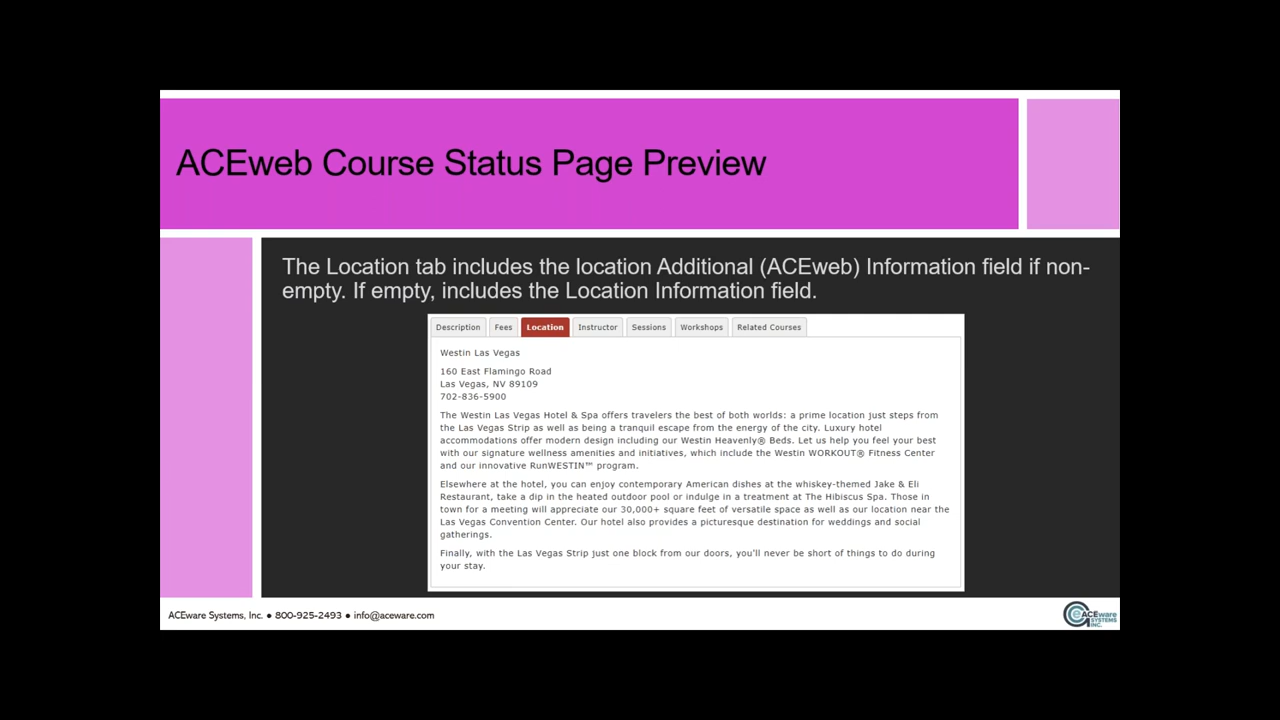 ACEweb Course Status Page Preview
The Location tab includes the location Additional (ACEweb) Information field if non-
empty. If empty, includes the Location Information field.
Description Fees Location Instructor Sessions Workshops Related Courses
Westin Las Vegas
160 East Flamingo Road
Las Vegas, NV 89109
702-836-5900
The Westin Las Vegas Hotel & Spa offers travelers the best of both worlds: a prime location just steps from
the Las Vegas Strip as well as being a tranquil escape from the energy of the city. Luxury hotel
accommodations offer modern design including our Westin Heavenly® Beds. Let us help you feel your best
with our signature wellness amenities and initiatives, which include the Westin WORKOUT® Fitness Center
and our innovative RunWESTIN™ program.
Elsewhere at the hotel, you can enjoy contemporary American dishes at the whiskey-themed Jake & Eli
Restaurant, take a dip in the heated outdoor pool or indulge in a treatment at The Hibiscus Spa. Those in
town for a meeting will appreciate our 30,000+ square feet of versatile space as well as our location near the
Las Vegas Convention Center. Our hotel also provides a picturesque destination for weddings and social
gatherings.
Finally, with the Las Vegas Strip just one block from our doors, you'll never be short of things to do during
your stay.
ACEware Systems, Inc. ● 800-925-2493 ● info@aceware.com
ACEware
SYSTEMS
INC.